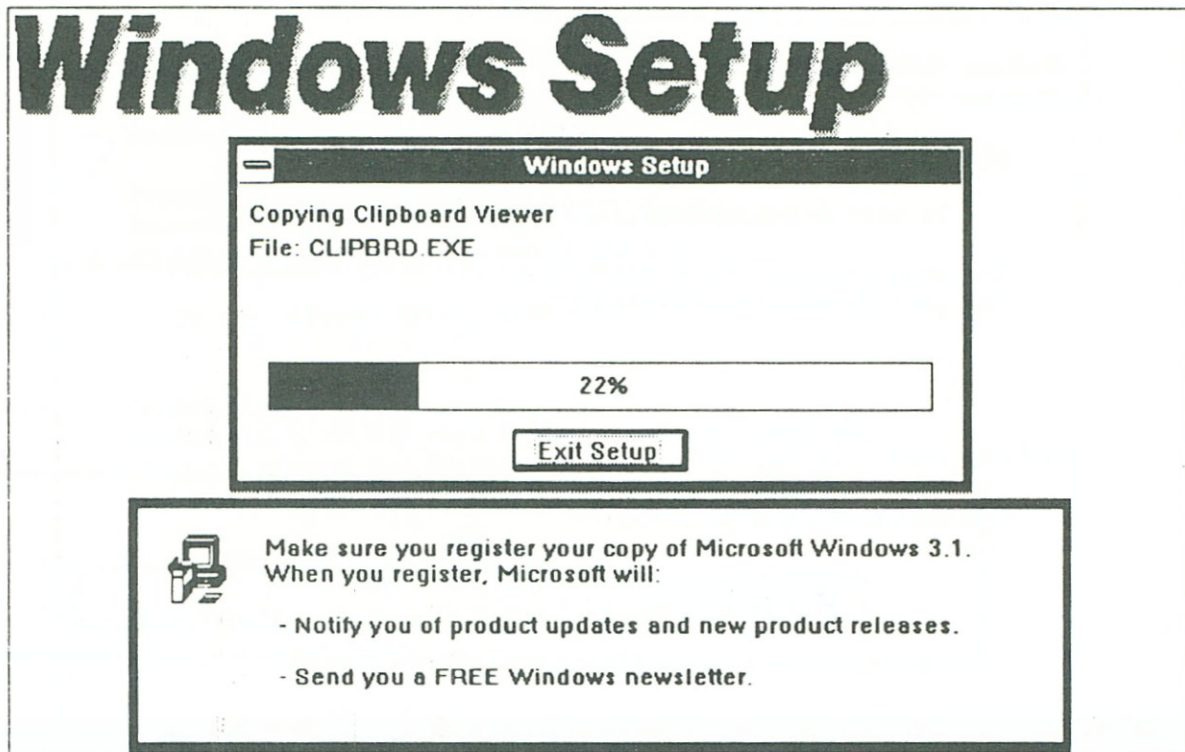 Windows Setup
Windows Setup
Copying Clipboard Viewer
File: CLIPBRD.EXE
22%
Exit Setup
Make sure you register your copy of Microsoft Windows 3.1.
When you register, Microsoft will:
- Notify you of product updates and new product releases.
- Send you a FREE Windows newsletter.